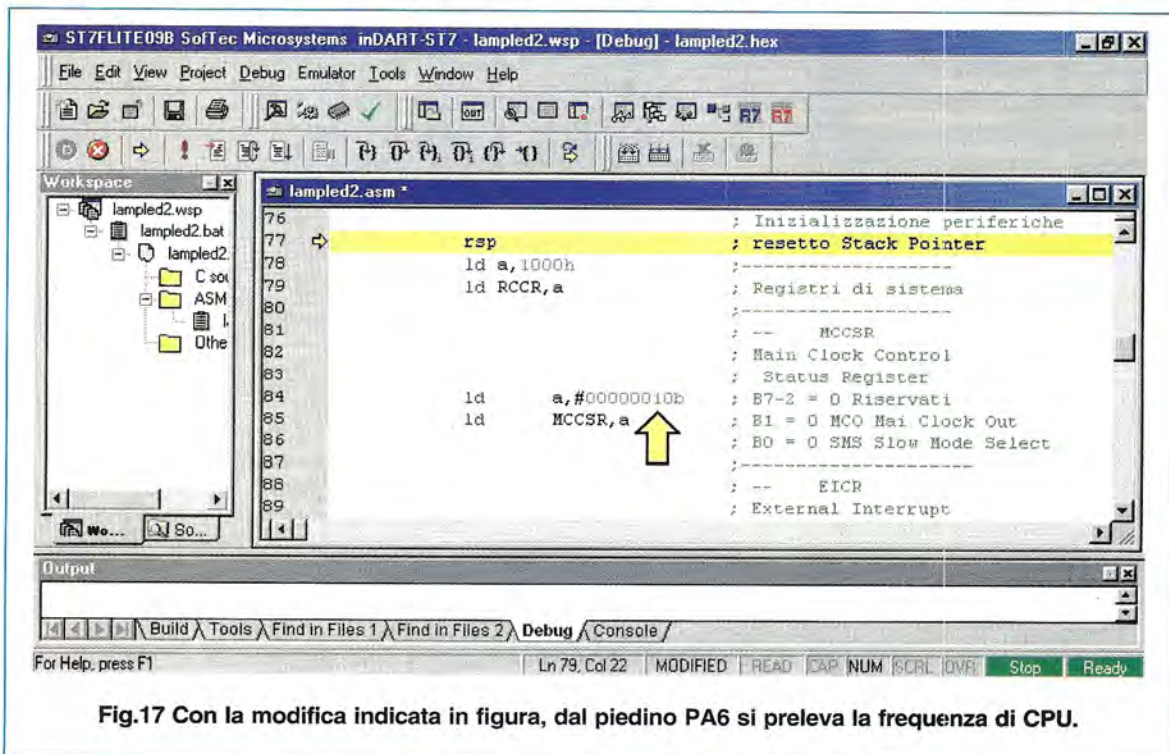 ST7FLITE09B SofTec Microsystems inDART-ST7 - lampled2.wsp - [Debug] - lampled2.hex
File Edit View Project Debug Emulator Tools Window Help
OUT
R7 R7
Workspace
lampled2.wsp
lampled2.bat
lampled2.
C sou
ASM
Othe
Wo... So...
lampled2.asm *
76 ; Inizializzazione periferiche
77 rsp ; resetto Stack Pointer
78 ld a,1000h ;-------------------
79 ld RCCR,a ; Registri di sistema
80 ;-------------------
81 ; -- MCCSR
82 ; Main Clock Control
83 ; Status Register
84 ld a,#00000010b ; B7-2 = 0 Riservati
85 ld MCCSR,a ; B1 = 0 MCO Mai Clock Out
86 ; B0 = 0 SMS Slow Mode Select
87 ;---------------------
88 ; -- EICR
89 ; External Interrupt
Output
Build Tools Find in Files 1 Find in Files 2 Debug Console
For Help, press F1 Ln 79, Col 22 MODIFIED READ CAP NUM SCRL OVR Stop Ready
Fig.17 Con la modifica indicata in figura, dal piedino PA6 si preleva la frequenza di CPU.